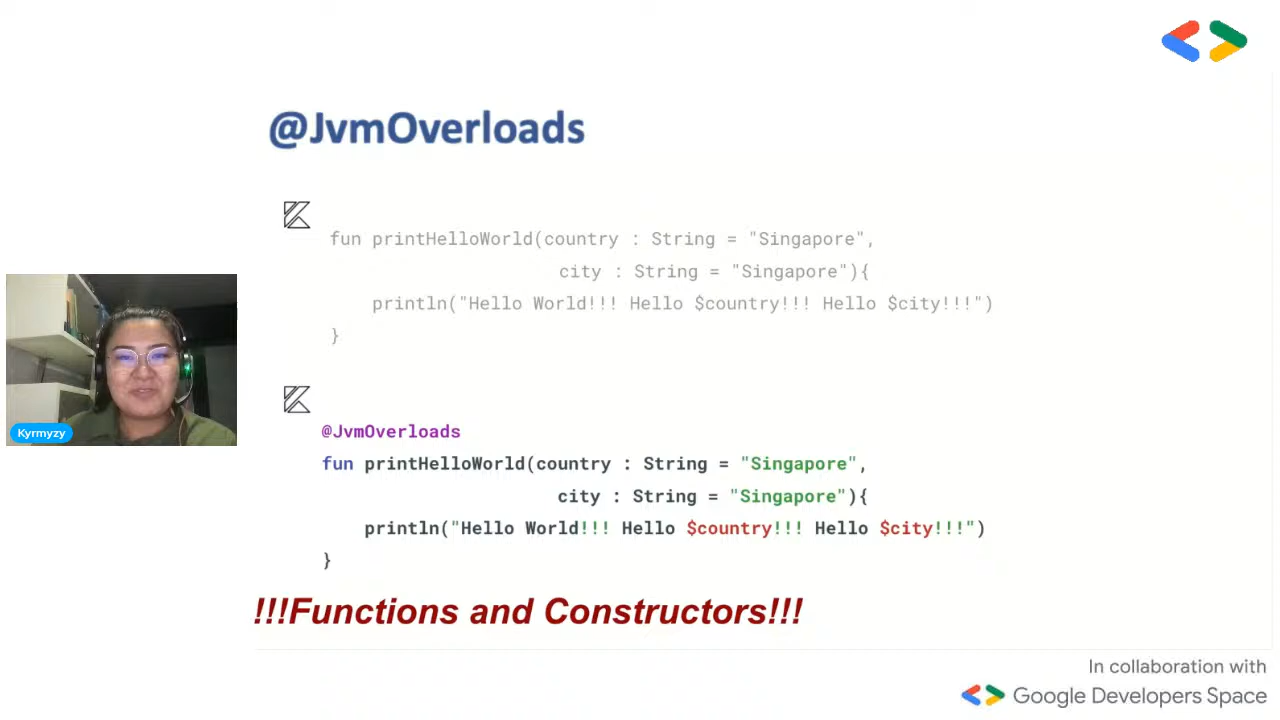 @JvmOverloads
fun printHelloWorld(country : String = "Singapore",
city : String = "Singapore"){
println("Hello World!!! Hello $country!!! Hello $city!!!")
}
@JvmOverloads
fun printHelloWorld(country : String = "Singapore",
city : String = "Singapore"){
println("Hello World!!! Hello $country!!! Hello $city!!!")
}
!!!Functions and Constructors!!!
Kyrmyzy
In collaboration with
Google Developers Space